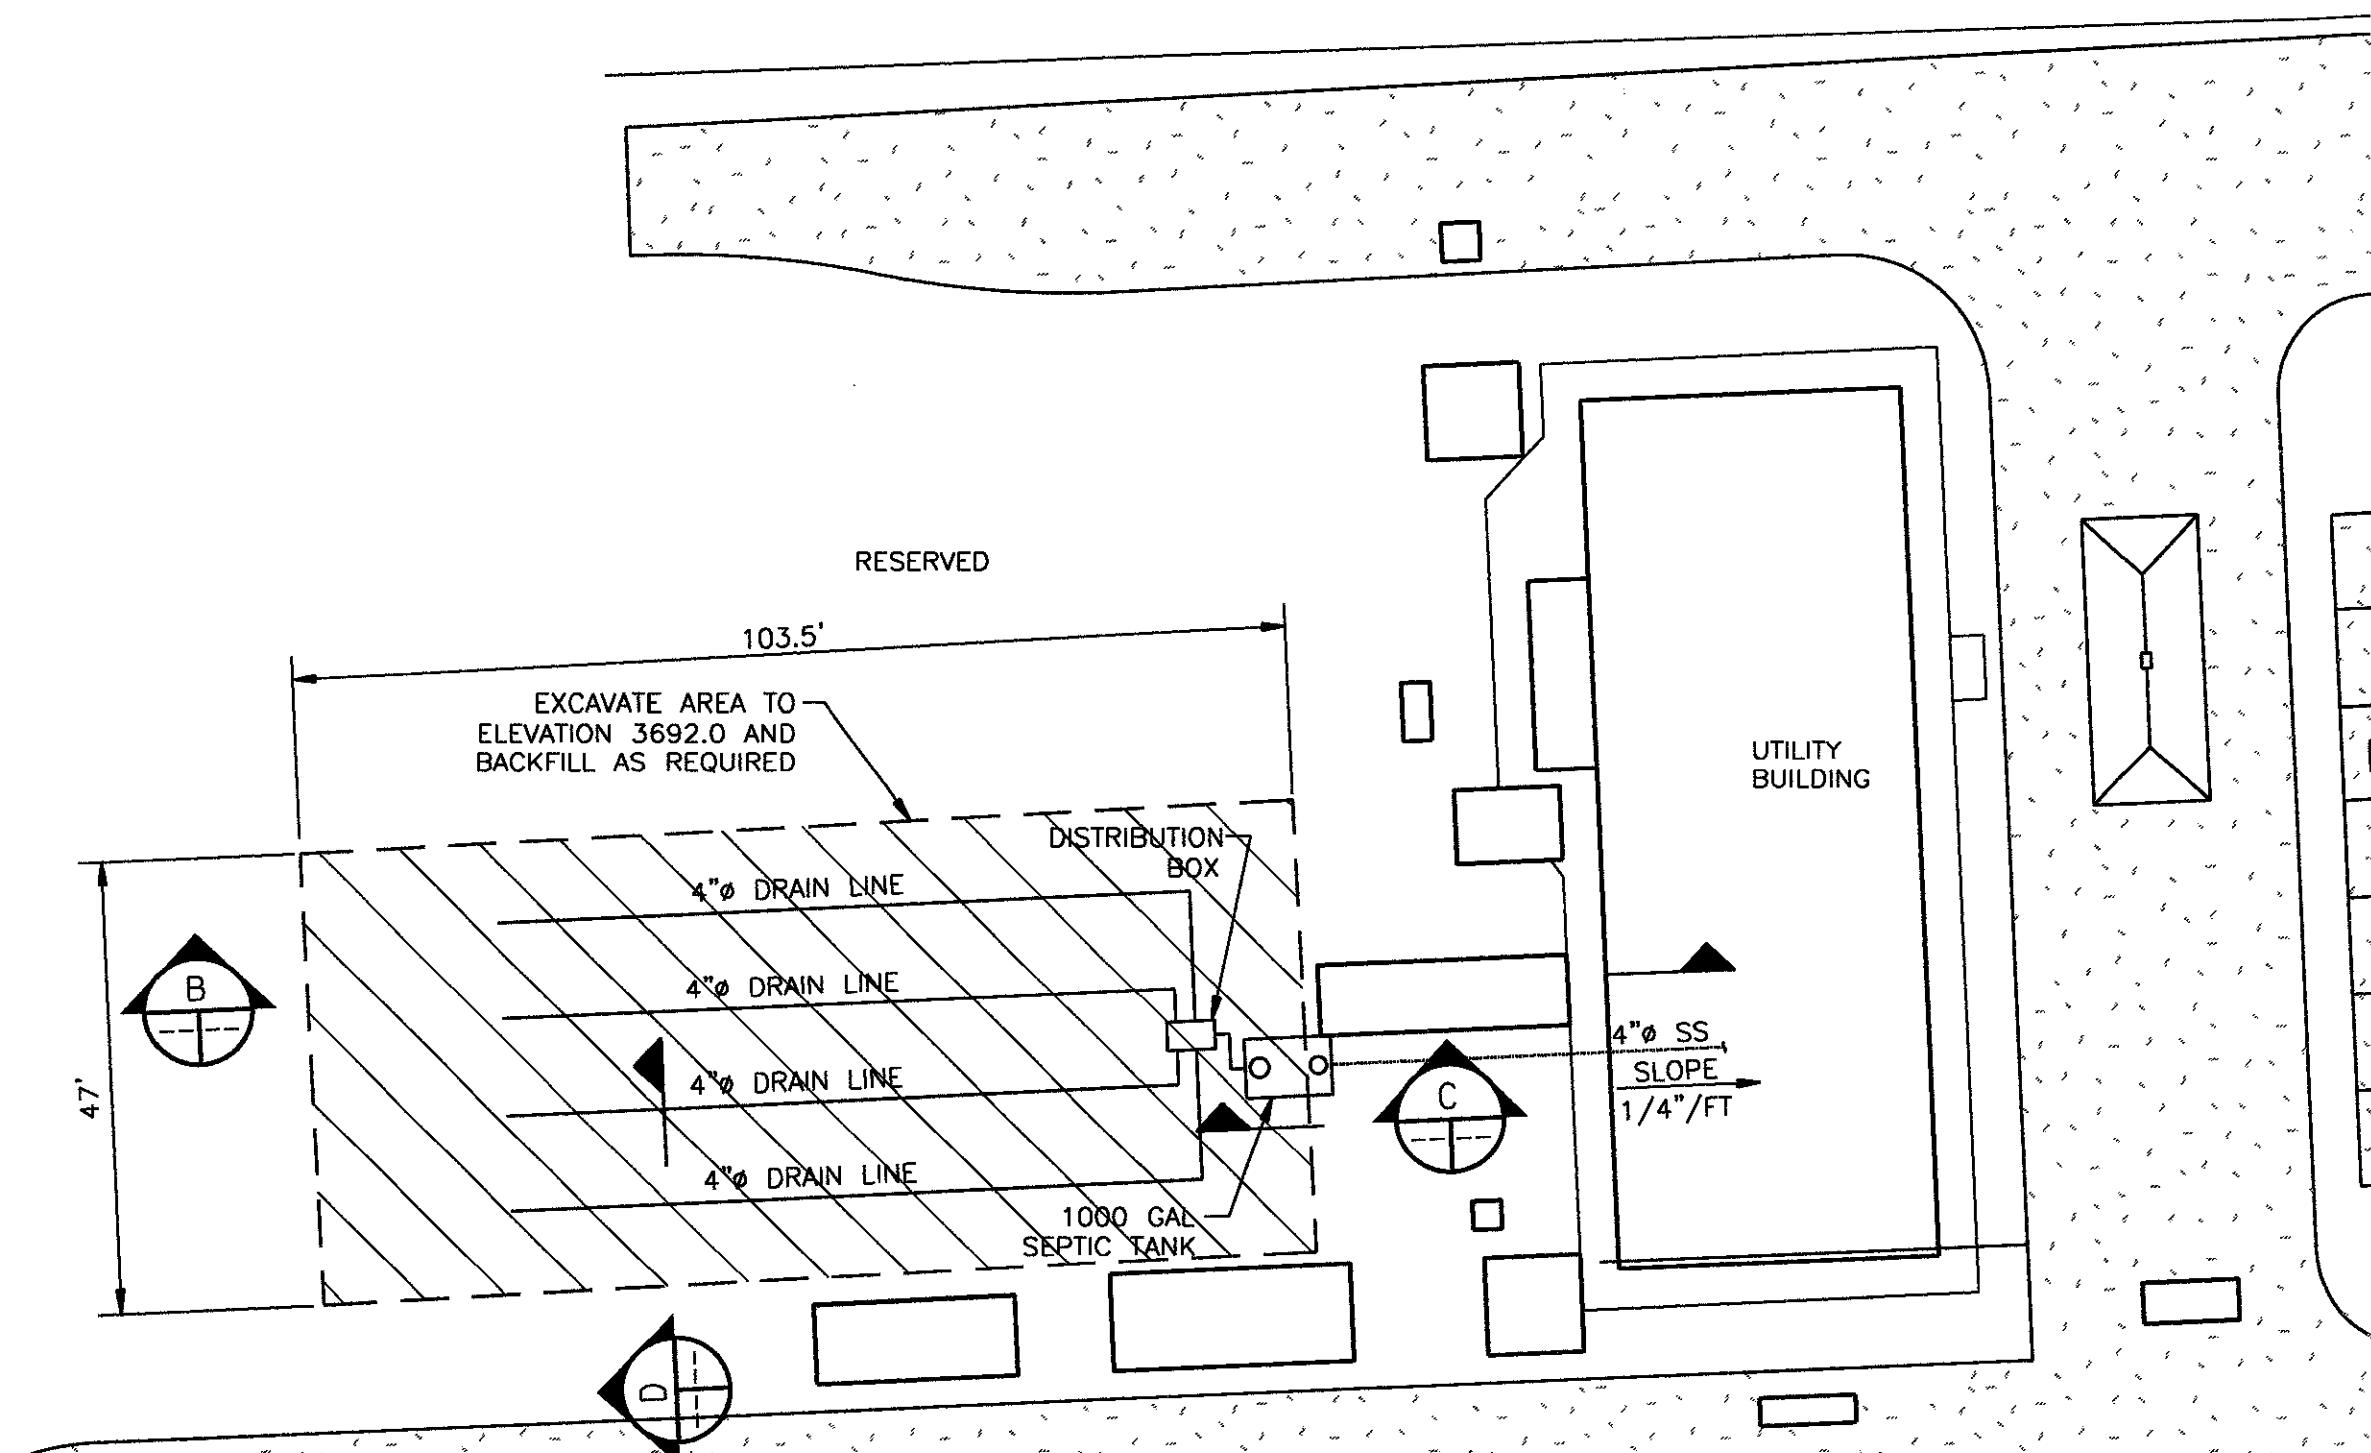 RESERVED
103.5'
EXCAVATE AREA TO
ELEVATION 3692.0 AND
BACKFILL AS REQUIRED
UTILITY
BUILDING
DISTRIBUTION
BOX
4"ø DRAIN LINE
4"ø DRAIN LINE
B
4"ø SS
SLOPE
1/4"/FT
4"ø DRAIN LINE
47'
C
4"ø DRAIN LINE
1000 GAL
SEPTIC TANK
D